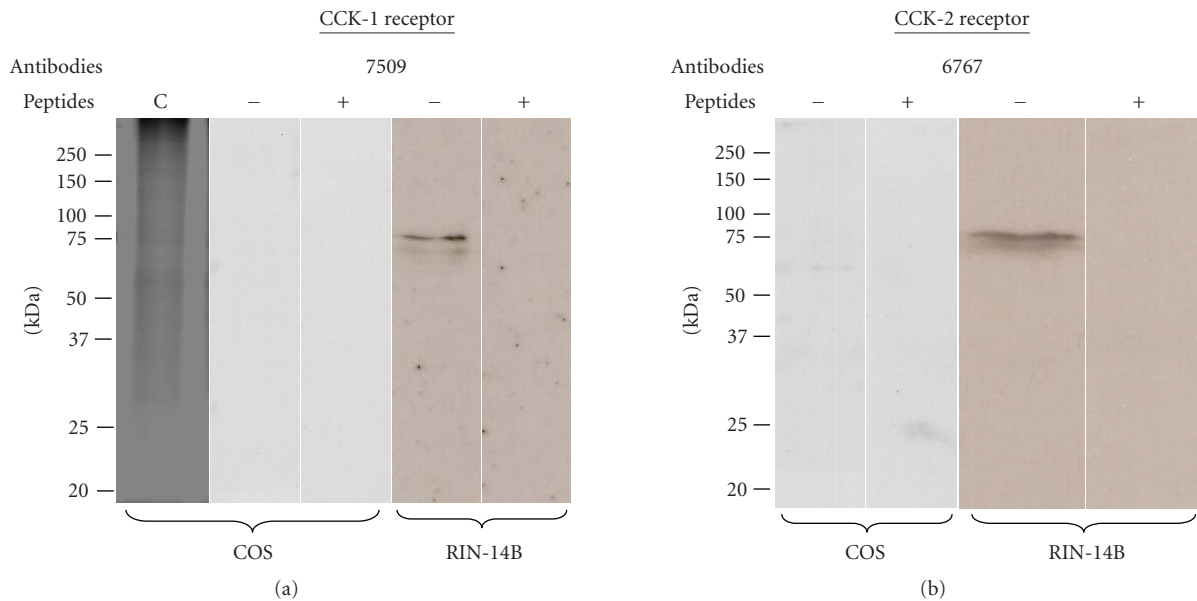 CCK-1 receptor
Antibodies 7509
Peptides C − + − +
250
150
100
75
50
37
25
20
(kDa)
COS RIN-14B
(a)
CCK-2 receptor
Antibodies 6767
Peptides − + − +
250
150
100
75
50
37
25
20
(kDa)
COS RIN-14B
(b)